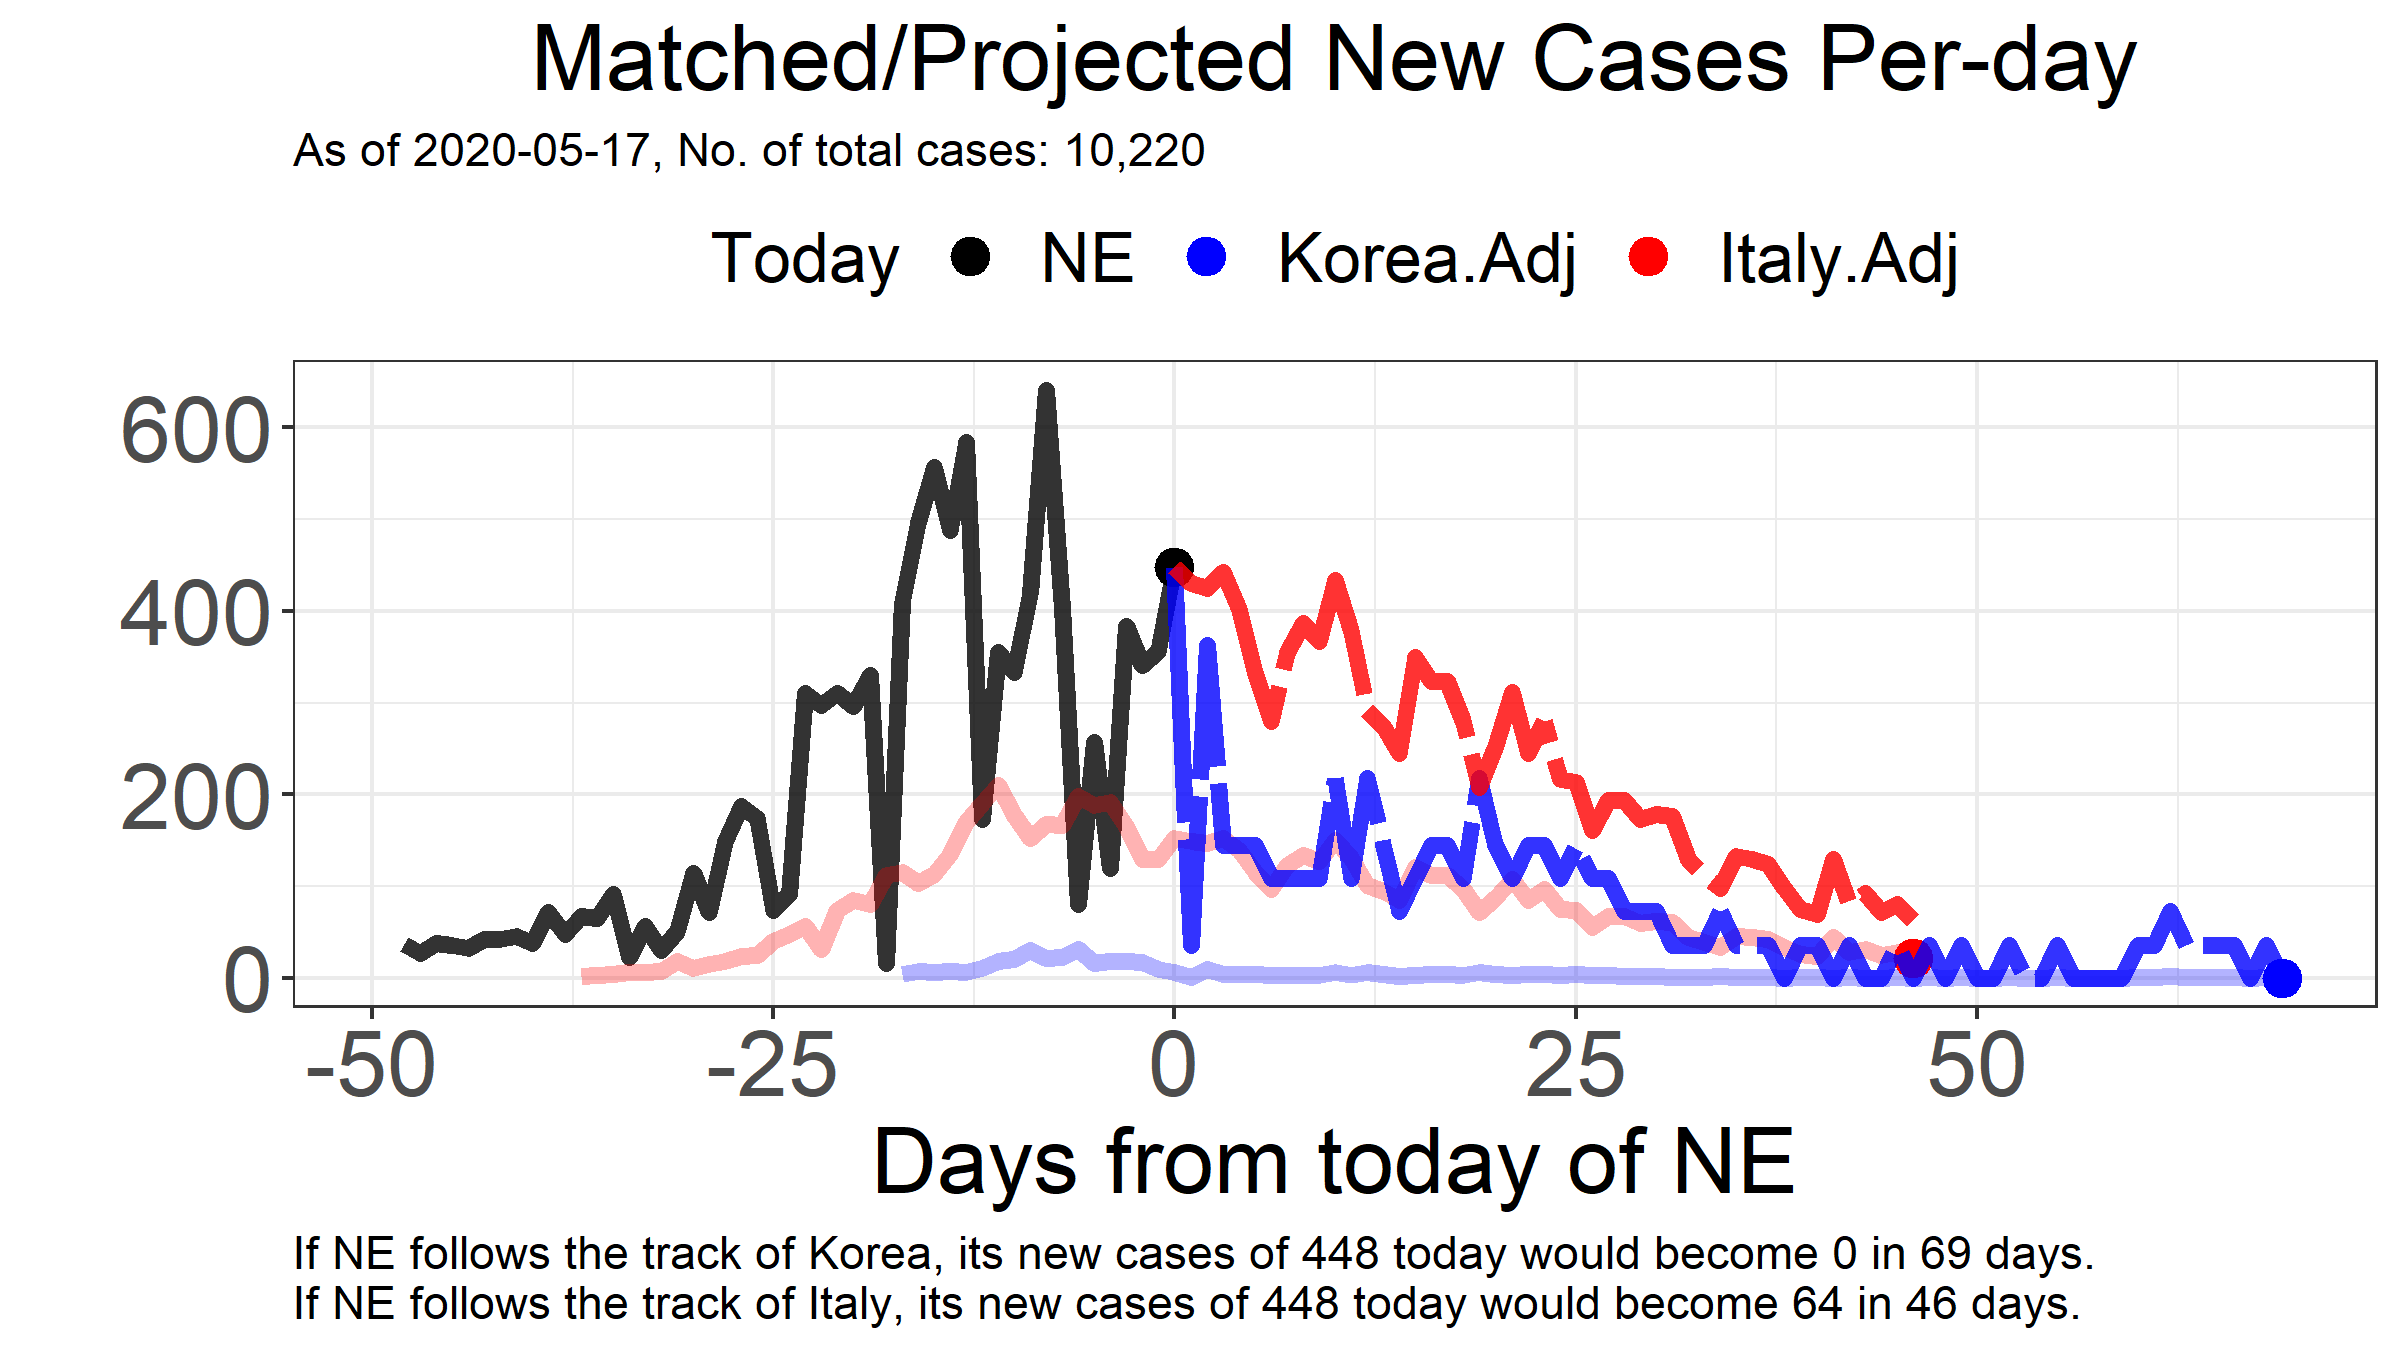 Matched/Projected New Cases Per-day
As of 2020-05-17, No. of total cases: 10,220
Today NE Korea.Adj Italy.Adj
600
400
200
0
-50 -25 0 25 50
Days from today of NE
If NE follows the track of Korea, its new cases of 448 today would become 0 in 69 days.
If NE follows the track of Italy, its new cases of 448 today would become 64 in 46 days.